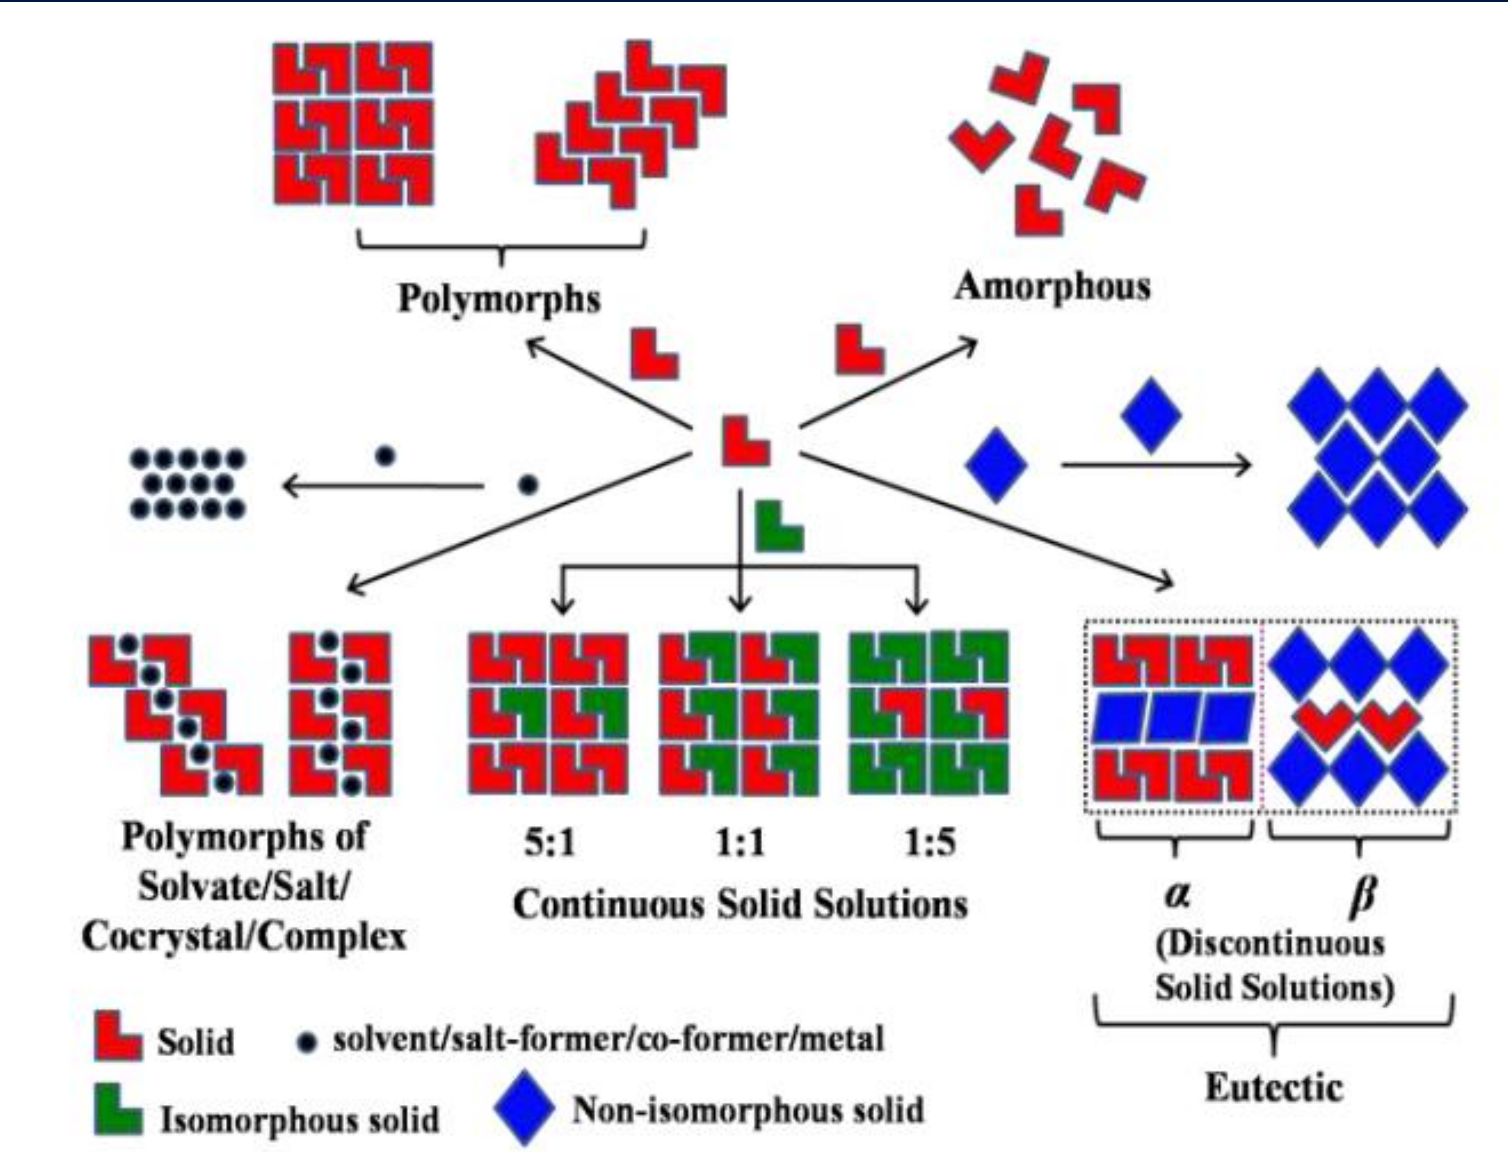 Polymorphs
Amorphous
Polymorphs of
Solvate/Salt/
Cocrystal/Complex
5:1
1:1
1:5
Continuous Solid Solutions
α
β
(Discontinuous
Solid Solutions)
Eutectic
Solid
solvent/salt-former/co-former/metal
Isomorphous solid
Non-isomorphous solid